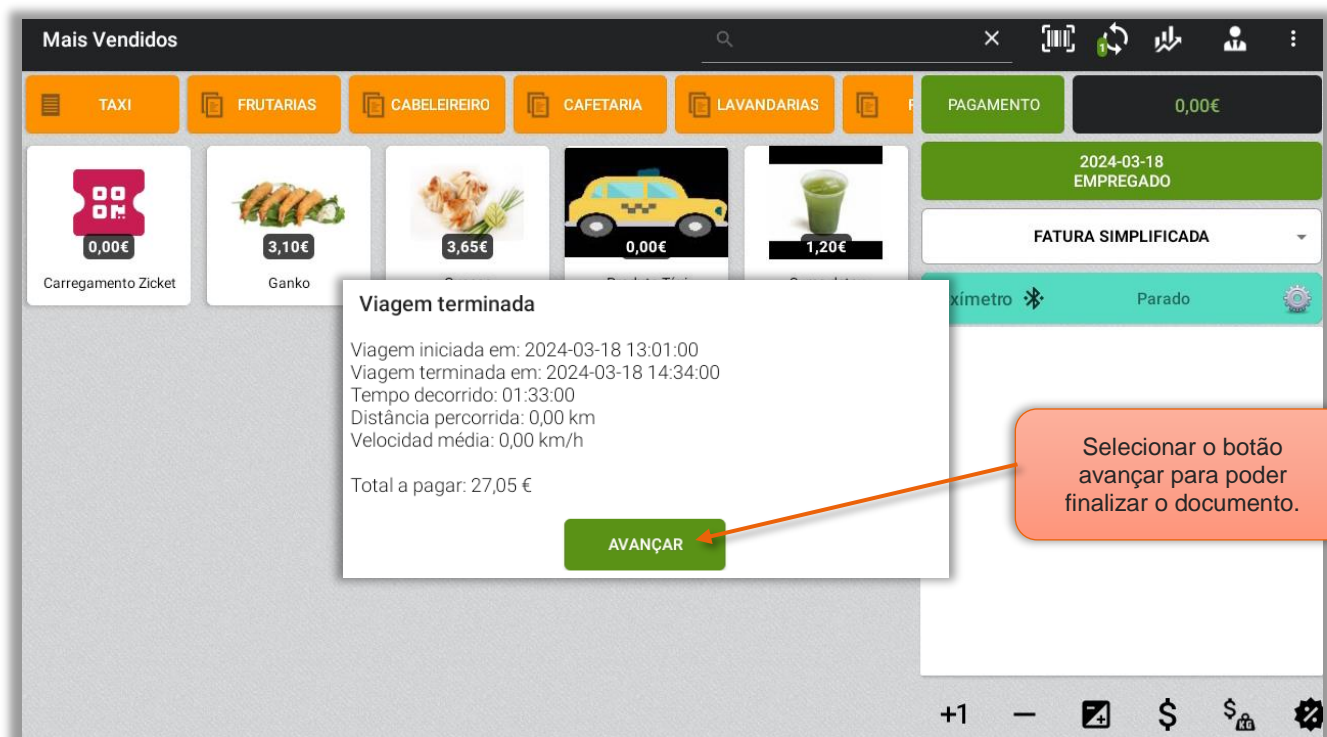 Mais Vendidos
1
TAXI
FRUTARIAS
CABELEIREIRO
CAFETARIA
LAVANDARIAS
PAGAMENTO
0,00€
2024-03-18
EMPREGADO
0,00€
3,10€
3,65€
0,00€
1,20€
Carregamento Zicket
Ganko
FATURA SIMPLIFICADA
xímetro
Parado
Viagem terminada
Viagem iniciada em: 2024-03-18 13:01:00
Viagem terminada em: 2024-03-18 14:34:00
Tempo decorrido: 01:33:00
Distância percorrida: 0,00 km
Velocidad média: 0,00 km/h
Total a pagar: 27,05 €
AVANÇAR
Selecionar o botão
avançar para poder
finalizar o documento.
+1
$
$
KG